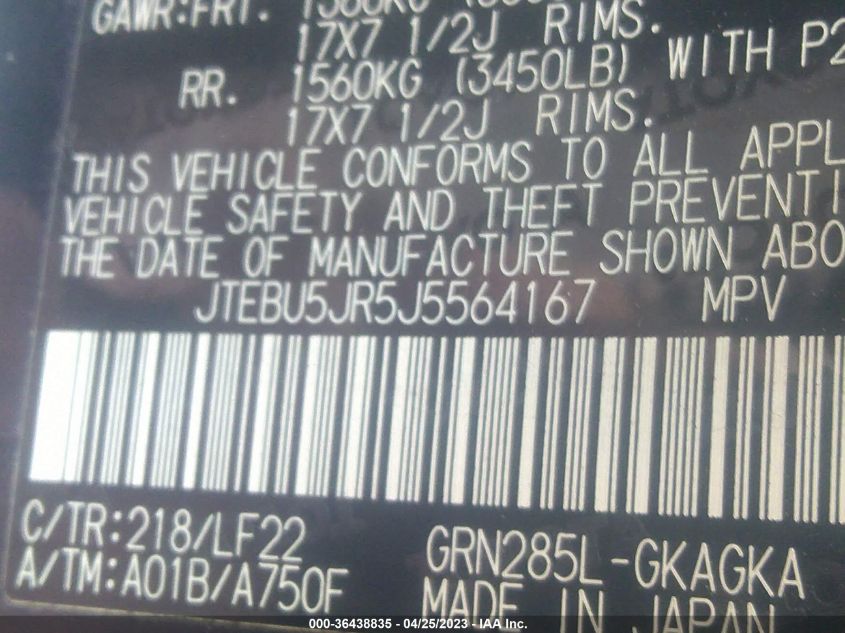 GAWR:FRT.
17X7 1/2J RIMS.
RR. 1560KG (3450LB) WITH P2
17X7 1/2J RIMS.
THIS VEHICLE CONFORMS TO ALL APPL
VEHICLE SAFETY AND THEFT PREVENTI
THE DATE OF MANUFACTURE SHOWN ABO
JTEBU5JR5J5564167 MPV
C/TR:218/LF22
A/TM:A01B/A750F
GRN285L-GKAGKA
MADE IN JAPAN
000-36438835 - 04/25/2023 - IAA Inc.